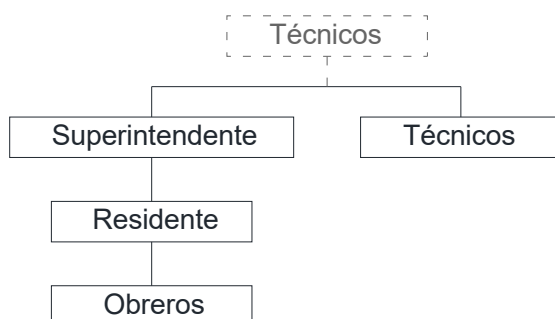 Técnicos
Superintendente
Técnicos
Residente
Obreros